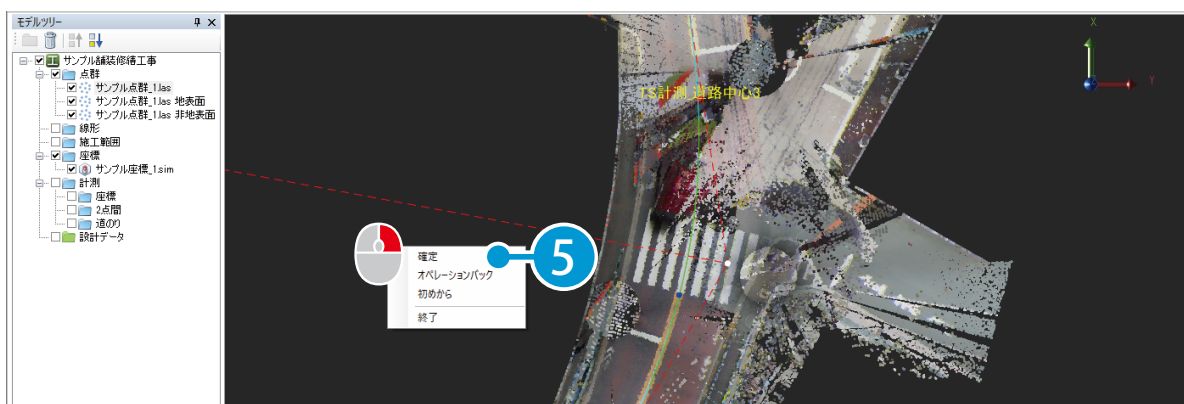 モデルツリー
サンプル舗装修繕工事
点群
サンプル点群_1.las
サンプル点群_1.las 地表面
サンプル点群_1.las 非地表面
線形
施工範囲
座標
サンプル座標_1.sim
計測
座標
2点間
道のり
設計データ
TS計測_道路中心3
X
Y
確定
オペレーションバック
初めから
終了
5